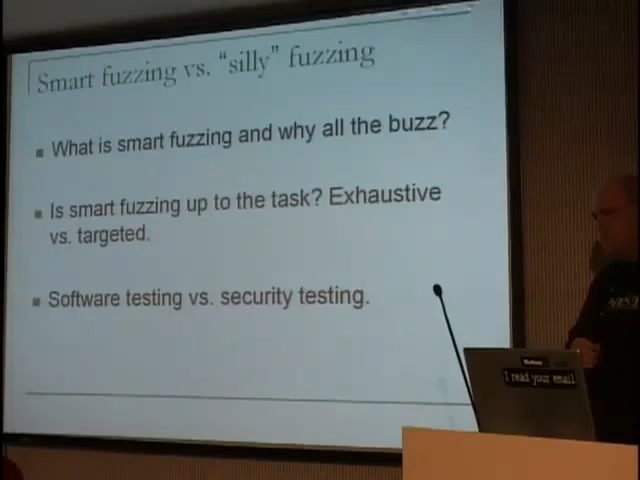 Smart fuzzing vs. "silly" fuzzing
What is smart fuzzing and why all the buzz?
Is smart fuzzing up to the task? Exhaustive
vs. targeted.
Software testing vs. security testing.
I read your email